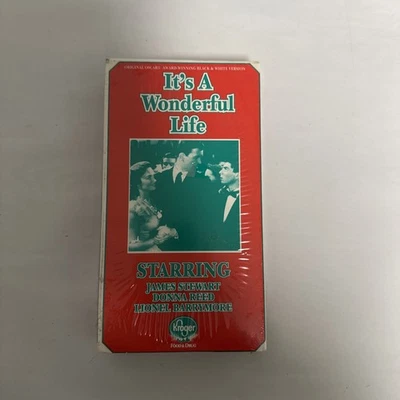 It's A
Wonderful
Life
STARRING
JAMES STEWART
DONNA REED
LIONEL BARRYMORE
Kroger